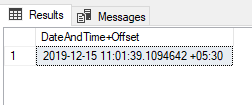 Results
Messages
DateAndTime+Offset
1 2019-12-15 11:01:39.1094642 +05:30